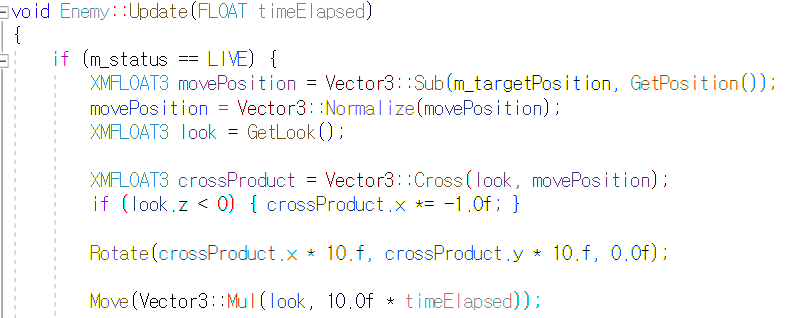 void Enemy::Update(FLOAT timeElapsed)
{
if (m_status == LIVE) {
XMFLOAT3 movePosition = Vector3::Sub(m_targetPosition, GetPosition());
movePosition = Vector3::Normalize(movePosition);
XMFLOAT3 look = GetLook();
XMFLOAT3 crossProduct = Vector3::Cross(look, movePosition);
if (look.z < 0) { crossProduct.x *= -1.0f; }
Rotate(crossProduct.x * 10.f, crossProduct.y * 10.f, 0.0f);
Move(Vector3::Mul(look, 10.0f * timeElapsed));